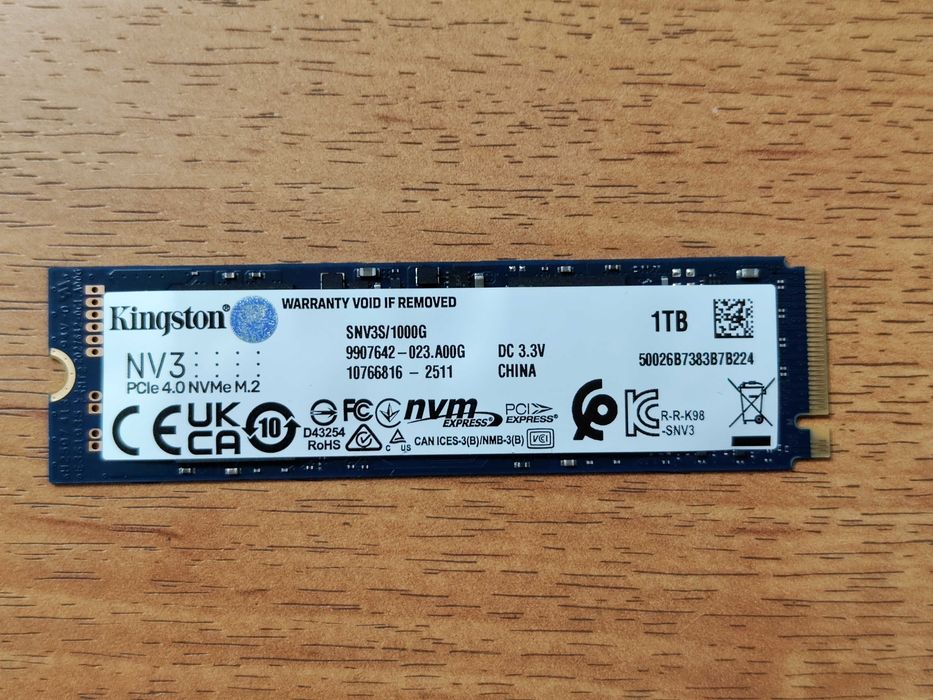 WARRANTY VOID IF REMOVED
Kingston®
NV3
PCIe 4.0 NVMe M.2
SNV3S/1000G
9907642-023.A00G
10766816 - 2511
DC 3.3V
CHINA
1TB
50026B7383B7B224
CE
UK
CA
10
D43254
RoHS
FC
nvm
EXPRESS
PCI
EXPRESS®
c us
CAN ICES-3(B)/NMB-3(B)
VCI
KC
R-R-K98
-SNV3